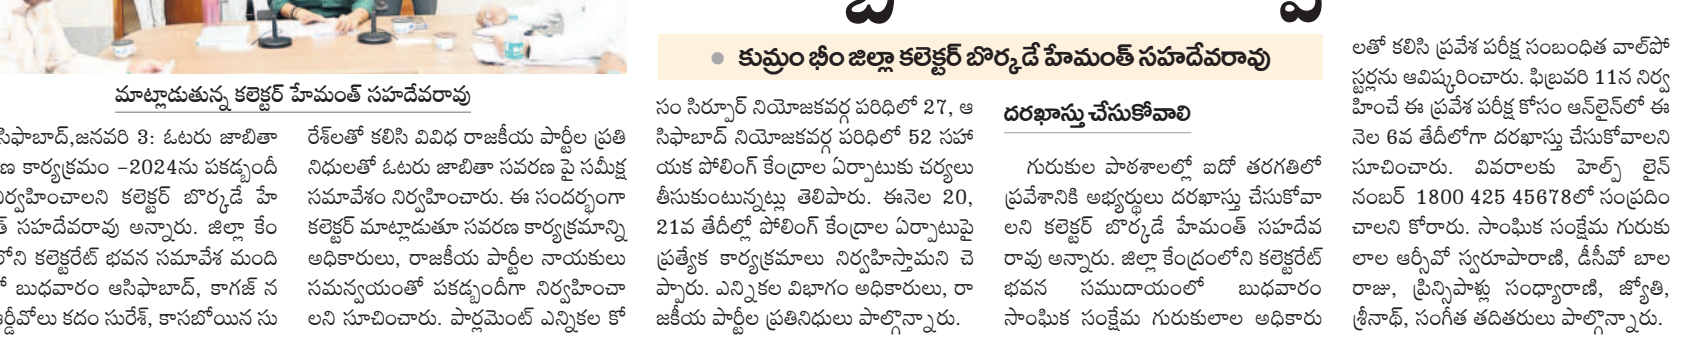 కుమ్రం భీం జిల్లా కలెక్టర్ బొర్కడే హేమంత్ సహదేవరావు
మాట్లాడుతున్న కలెక్టర్ హేమంత్ సహదేవరావు
సిఫాబాద్,జనవరి 3: ఓటరు జాబితా
ణ కార్యక్రమం -2024ను పకడ్బందీ
నిర్వహించాలని కలెక్టర్ బొర్కడే హే
త్ సహదేవరావు అన్నారు. జిల్లా కేం
లోని కలెక్టరేట్ భవన సమావేశ మంది
బుధవారం ఆసిఫాబాద్, కాగజ్ న
ఆర్డీవోలు కదం సురేశ్, కాసబోయిన సు
రేశ్‌లతో కలిసి వివిధ రాజకీయ పార్టీల ప్రతి
నిధులతో ఓటరు జాబితా సవరణ పై సమీక్ష
సమావేశం నిర్వహించారు. ఈ సందర్భంగా
కలెక్టర్ మాట్లాడుతూ సవరణ కార్యక్రమాన్ని
అధికారులు, రాజకీయ పార్టీల నాయకులు
సమన్వయంతో పకడ్బందీగా నిర్వహించా
లని సూచించారు. పార్లమెంట్ ఎన్నికల కో
సం సిర్పూర్ నియోజకవర్గ పరిధిలో 27, ఆ
సిఫాబాద్ నియోజకవర్గ పరిధిలో 52 సహా
యక పోలింగ్ కేంద్రాల ఏర్పాటుకు చర్యలు
తీసుకుంటున్నట్లు తెలిపారు. ఈనెల 20,
21వ తేదీల్లో పోలింగ్ కేంద్రాల ఏర్పాటుపై
ప్రత్యేక కార్యక్రమాలు నిర్వహిస్తామని చె
ప్పారు. ఎన్నికల విభాగం అధికారులు, రా
జకీయ పార్టీల ప్రతినిధులు పాల్గొన్నారు.
దరఖాస్తు చేసుకోవాలి
గురుకుల పాఠశాలల్లో ఐదో తరగతిలో
ప్రవేశానికి అభ్యర్థులు దరఖాస్తు చేసుకోవా
లని కలెక్టర్ బొర్కడే హేమంత్ సహదేవ
రావు అన్నారు. జిల్లా కేంద్రంలోని కలెక్టరేట్
భవన సముదాయంలో బుధవారం
సాంఘిక సంక్షేమ గురుకులాల అధికారు
లతో కలిసి ప్రవేశ పరీక్ష సంబంధిత వాల్‌పో
స్టర్లను ఆవిష్కరించారు. ఫిబ్రవరి 11న నిర్వ
హించే ఈ ప్రవేశ పరీక్ష కోసం ఆన్‌లైన్‌లో ఈ
నెల 6వ తేదీలోగా దరఖాస్తు చేసుకోవాలని
సూచించారు. వివరాలకు హెల్ప్ లైన్
నంబర్ 1800 425 45678లో సంప్రదిం
చాలని కోరారు. సాంఘిక సంక్షేమ గురుకు
లాల ఆర్సీవో స్వరూపారాణి, డీసీవో బాల
రాజు, ప్రిన్సిపాళ్లు సంధ్యారాణి, జ్యోతి,
శ్రీనాథ్, సంగీత తదితరులు పాల్గొన్నారు.